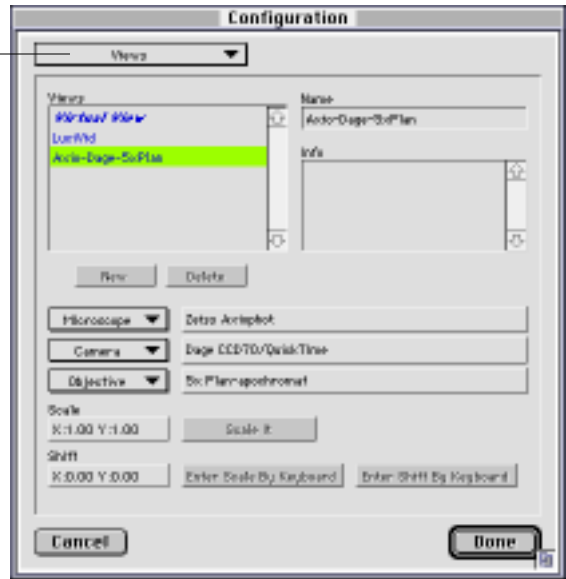 Configuration
Views
Views
Name
Virtual View
Axio-Dage-5xPlan
LuciVid
Axio-Dage-5xPlan
Info
New
Delete
Microscope
Zeiss Axiophot
Camera
Dage CCD70/QuickTime
Objective
5x Plan-apochromat
Scale
X:1.00 Y:1.00
Scale It
Shift
X:0.00 Y:0.00
Enter Scale By Keyboard
Enter Shift By Keyboard
Cancel
Done